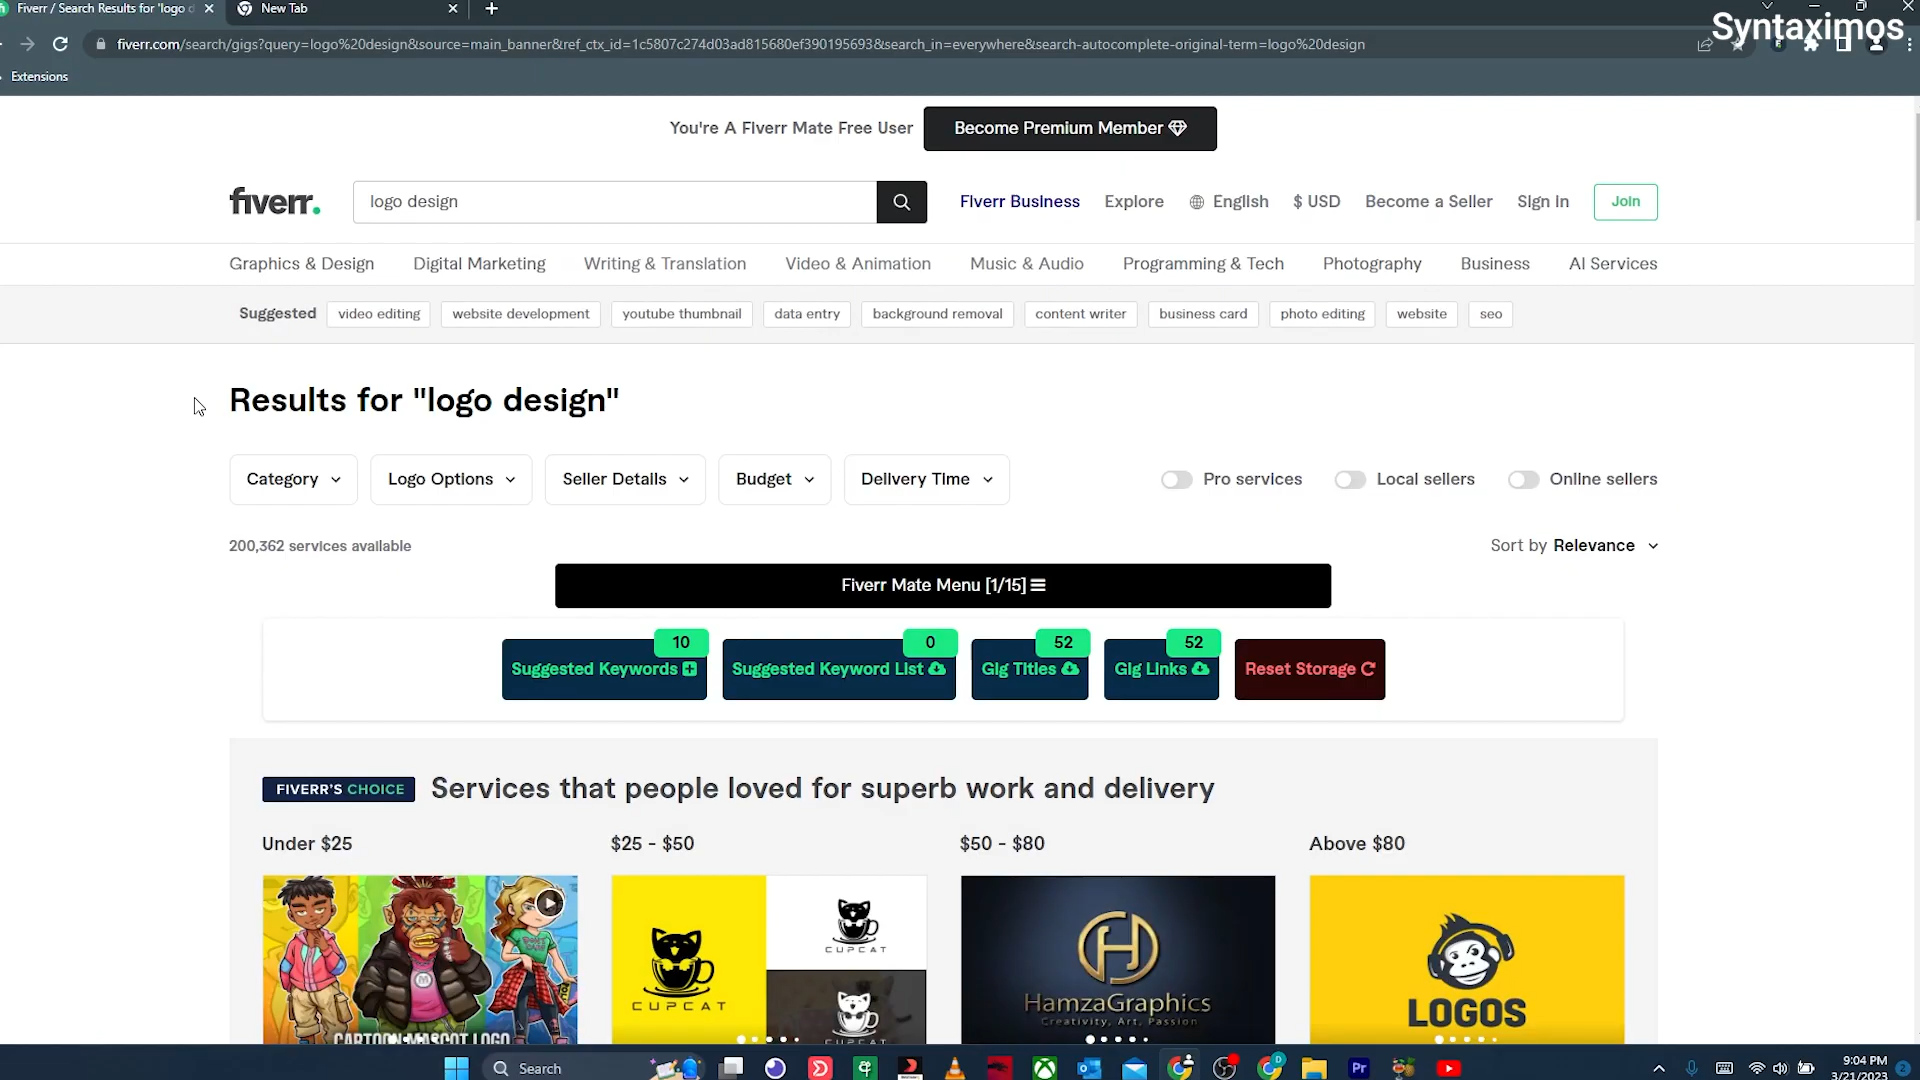 Fiverr / Search Results for 'logo d
New Tab
Syntaximos
fiverr.com/search/gigs?query=logo%20design&source=main_banner&ref_ctx_id=1c5807c274d03ad815680ef390195693&search_in=everywhere&search-autocomplete-original-term=logo%20design
Extensions
You're A Fiverr Mate Free User
Become Premium Member
fiverr.
logo design
Fiverr Business
Explore
English
$ USD
Become a Seller
Sign In
Join
Graphics & Design
Digital Marketing
Writing & Translation
Video & Animation
Music & Audio
Programming & Tech
Photography
Business
AI Services
Suggested
video editing
website development
youtube thumbnail
data entry
background removal
content writer
business card
photo editing
website
seo
Results for "logo design"
Category
Logo Options
Seller Details
Budget
Delivery Time
Pro services
Local sellers
Online sellers
200,362 services available
Sort by Relevance
Fiverr Mate Menu [1/15]
10
0
52
52
Suggested Keywords
Suggested Keyword List
Gig Titles
Gig Links
Reset Storage
FIVERR'S CHOICE
Services that people loved for superb work and delivery
Under $25
$25 - $50
$50 - $80
Above $80
CARTOON MASCOT LOGO
CUPCAT
CUPCAT
CUPCAT
H
HamzaGraphics
Creativity, Art, Passion
LOGOS
Search
Pr
9:04 PM
3/21/2023
2